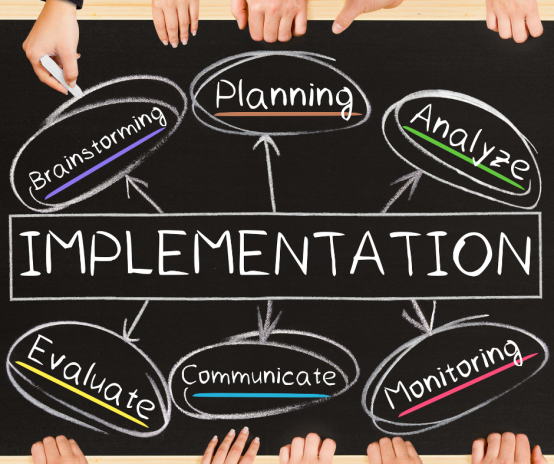 Brainstorming
Planning
Analyze
IMPLEMENTATION
Evaluate
Communicate
Monitoring